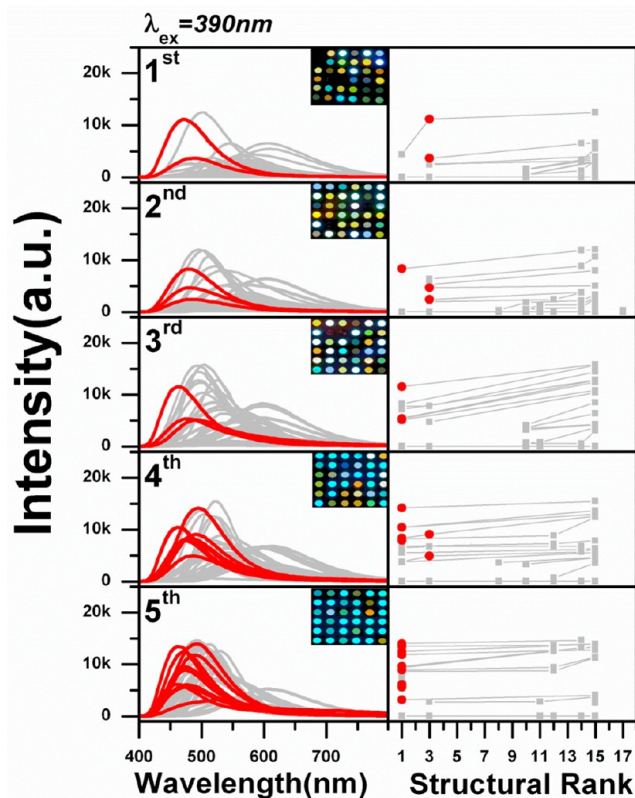 λex=390nm
1st
20k
10k
0
2nd
20k
10k
0
3rd
20k
10k
0
4th
20k
10k
0
5th
20k
10k
0
Intensity(a.u.)
400 500 600 700
1 3 5 7 9 11 13 15 17
Wavelength(nm)
Structural Rank